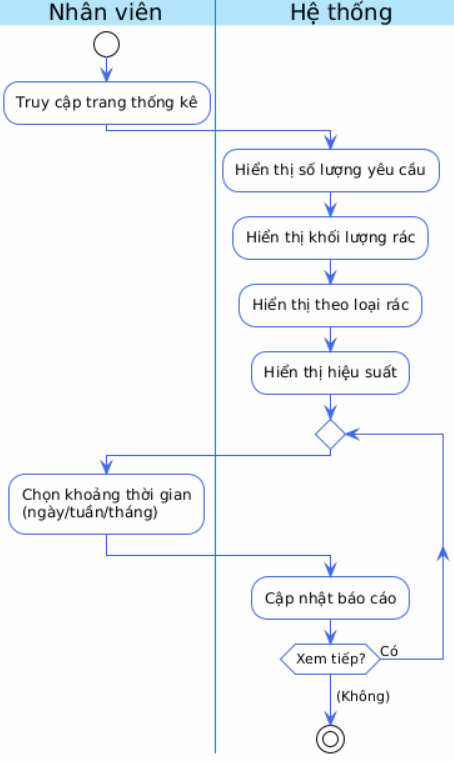 Nhân viên
Hệ thống
Truy cập trang thống kê
Hiển thị số lượng yêu cầu
Hiển thị khối lượng rác
Hiển thị theo loại rác
Hiển thị hiệu suất
Chọn khoảng thời gian
(ngày/tuần/tháng)
Cập nhật báo cáo
Xem tiếp?
Có
(Không)